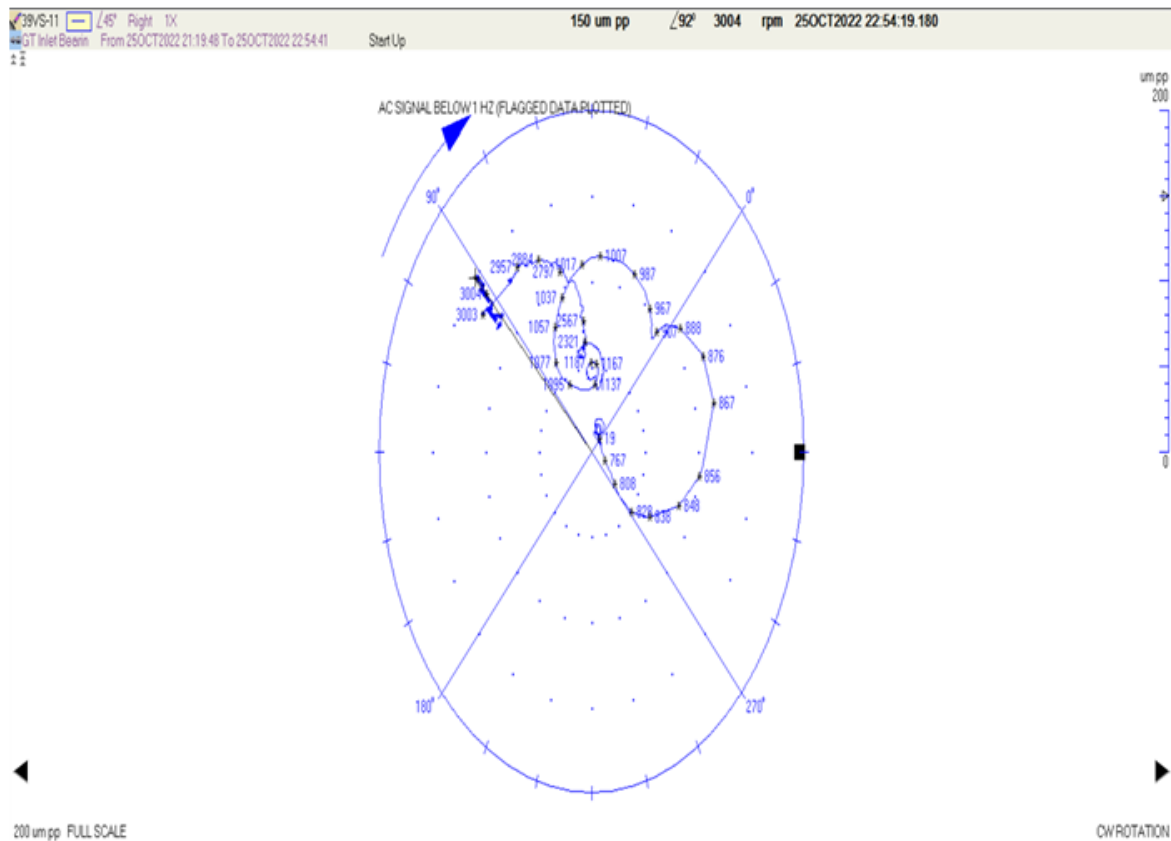 39VS-11 ∠45° Right 1X 150 um pp ∠92° 3004 rpm 25OCT2022 22:54:19.180
GT Inlet Bearin From 25OCT2022 21:19:48 To 25OCT2022 22:54:41 Start Up
um pp
200
AC SIGNAL BELOW 1 HZ (FLAGGED DATA PLOTTED)
90° 0°
2957 2884 2797 1017 1007
987
3004 1037 967
3003 1057 2567 907 888
2321 876
1077 1187 1167
1095 1137 867
19
767 0
808 856
828 838 848
180° 270°
200 um pp FULL SCALE CW ROTATION